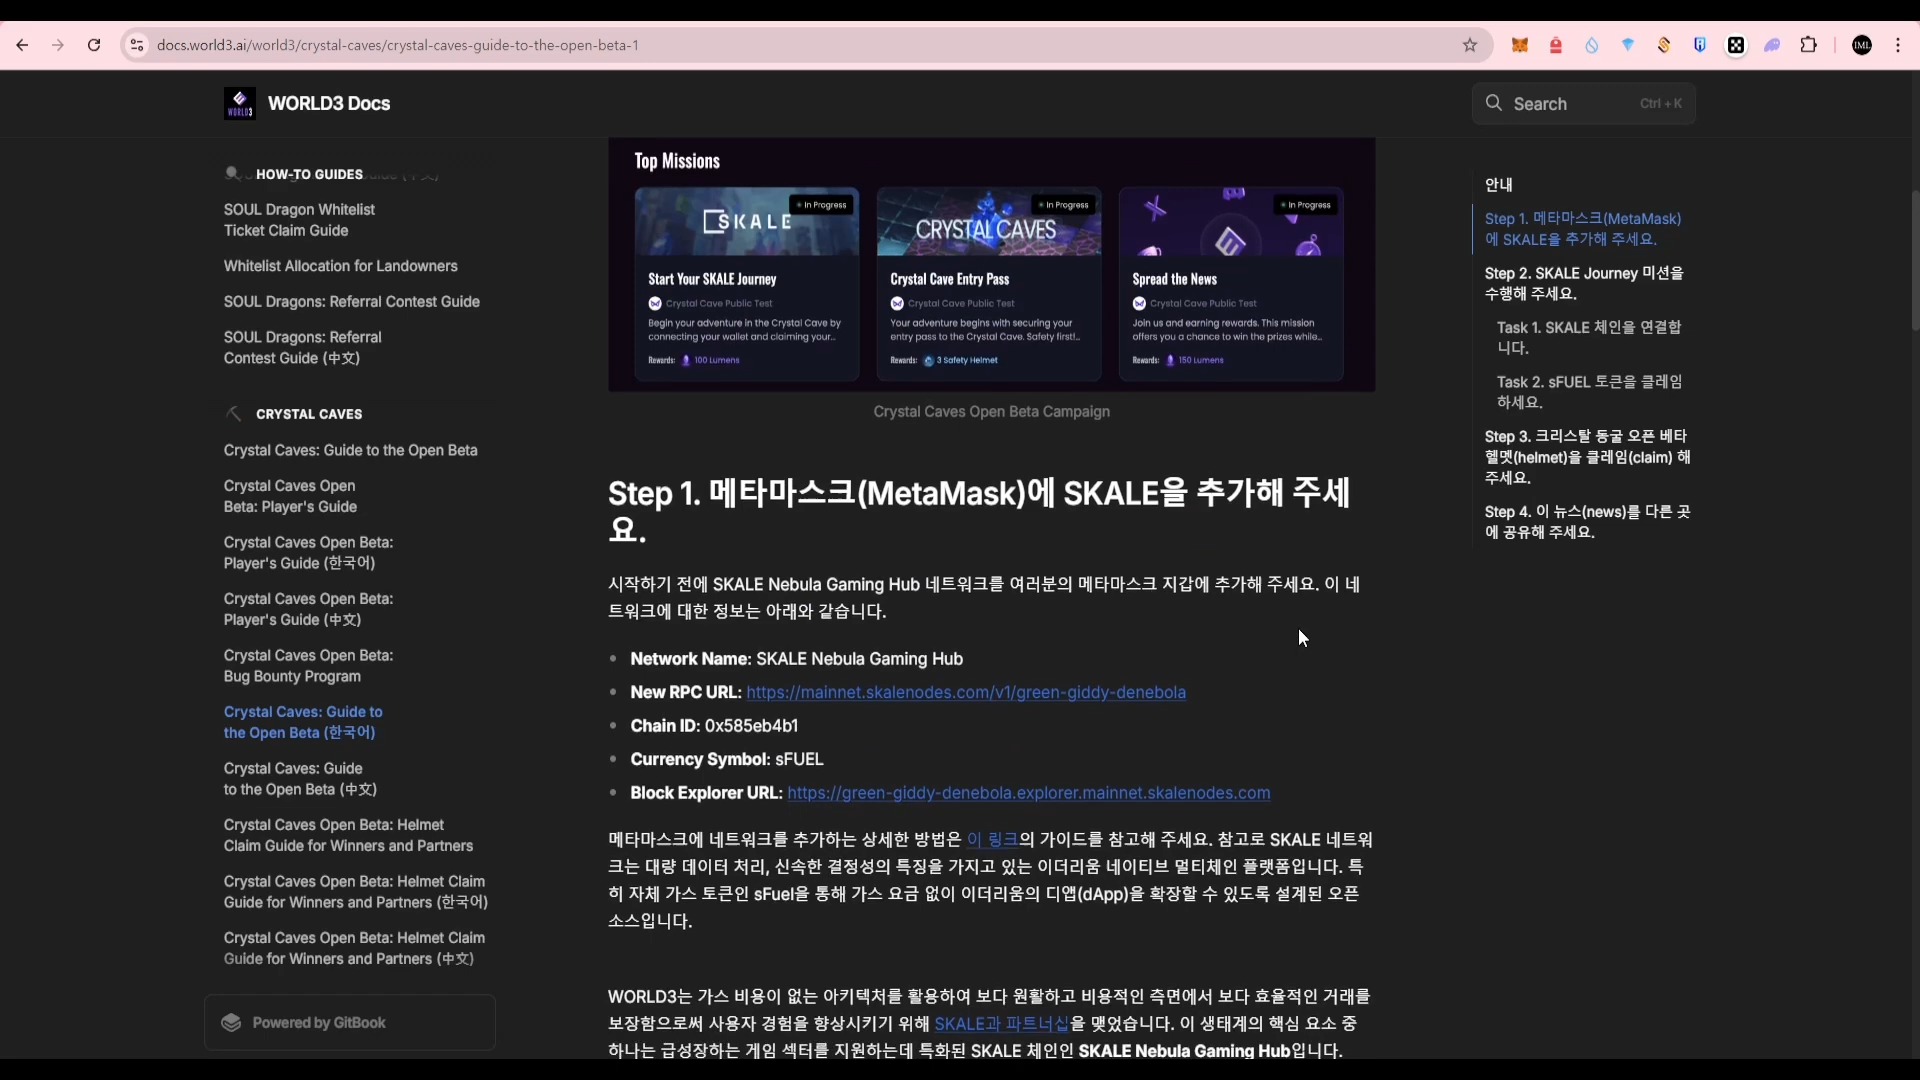 docs.world3.ai/world3/crystal-caves/crystal-caves-guide-to-the-open-beta-1
IML
WORLD3
WORLD3 Docs
Search
Ctrl + K
HOW-TO GUIDES
SOUL Dragon Whitelist
Ticket Claim Guide
Whitelist Allocation for Landowners
SOUL Dragons: Referral Contest Guide
SOUL Dragons: Referral
Contest Guide (中文)
CRYSTAL CAVES
Crystal Caves: Guide to the Open Beta
Crystal Caves Open
Beta: Player's Guide
Crystal Caves Open Beta:
Player's Guide (한국어)
Crystal Caves Open Beta:
Player's Guide (中文)
Crystal Caves Open Beta:
Bug Bounty Program
Crystal Caves: Guide to
the Open Beta (한국어)
Crystal Caves: Guide
to the Open Beta (中文)
Crystal Caves Open Beta: Helmet
Claim Guide for Winners and Partners
Crystal Caves Open Beta: Helmet Claim
Guide for Winners and Partners (한국어)
Crystal Caves Open Beta: Helmet Claim
Guide for Winners and Partners (中文)
Powered by GitBook
Top Missions
SKALE
In Progress
Start Your SKALE Journey
Crystal Cave Public Test
Begin your adventure in the Crystal Cave by
connecting your wallet and claiming your...
Rewards: 100 Lumens
CRYSTAL CAVES
In Progress
Crystal Cave Entry Pass
Crystal Cave Public Test
Your adventure begins with securing your
entry pass to the Crystal Cave. Safety first!...
Rewards: 3 Safety Helmet
In Progress
Spread the News
Crystal Cave Public Test
Join us and earning rewards. This mission
offers you a chance to win the prizes while...
Rewards: 150 Lumens
Crystal Caves Open Beta Campaign
Step 1. 메타마스크(MetaMask)에 SKALE을 추가해 주세
요.
시작하기 전에 SKALE Nebula Gaming Hub 네트워크를 여러분의 메타마스크 지갑에 추가해 주세요. 이 네
트워크에 대한 정보는 아래와 같습니다.
• Network Name: SKALE Nebula Gaming Hub
• New RPC URL: https://mainnet.skalenodes.com/v1/green-giddy-denebola
• Chain ID: 0x585eb4b1
• Currency Symbol: sFUEL
• Block Explorer URL: https://green-giddy-denebola.explorer.mainnet.skalenodes.com
메타마스크에 네트워크를 추가하는 상세한 방법은 이 링크의 가이드를 참고해 주세요. 참고로 SKALE 네트워
크는 대량 데이터 처리, 신속한 결정성의 특징을 가지고 있는 이더리움 네이티브 멀티체인 플랫폼입니다. 특
히 자체 가스 토큰인 sFuel을 통해 가스 요금 없이 이더리움의 디앱(dApp)을 확장할 수 있도록 설계된 오픈
소스입니다.
WORLD3는 가스 비용이 없는 아키텍처를 활용하여 보다 원활하고 비용적인 측면에서 보다 효율적인 거래를
보장함으로써 사용자 경험을 향상시키기 위해 SKALE과 파트너십을 맺었습니다. 이 생태계의 핵심 요소 중
하나는 급성장하는 게임 섹터를 지원하는데 특화된 SKALE 체인인 SKALE Nebula Gaming Hub입니다.
안내
Step 1. 메타마스크(MetaMask)
에 SKALE을 추가해 주세요.
Step 2. SKALE Journey 미션을
수행해 주세요.
Task 1. SKALE 체인을 연결합
니다.
Task 2. sFUEL 토큰을 클레임
하세요.
Step 3. 크리스탈 동굴 오픈 베타
헬멧(helmet)을 클레임(claim) 해
주세요.
Step 4. 이 뉴스(news)를 다른 곳
에 공유해 주세요.